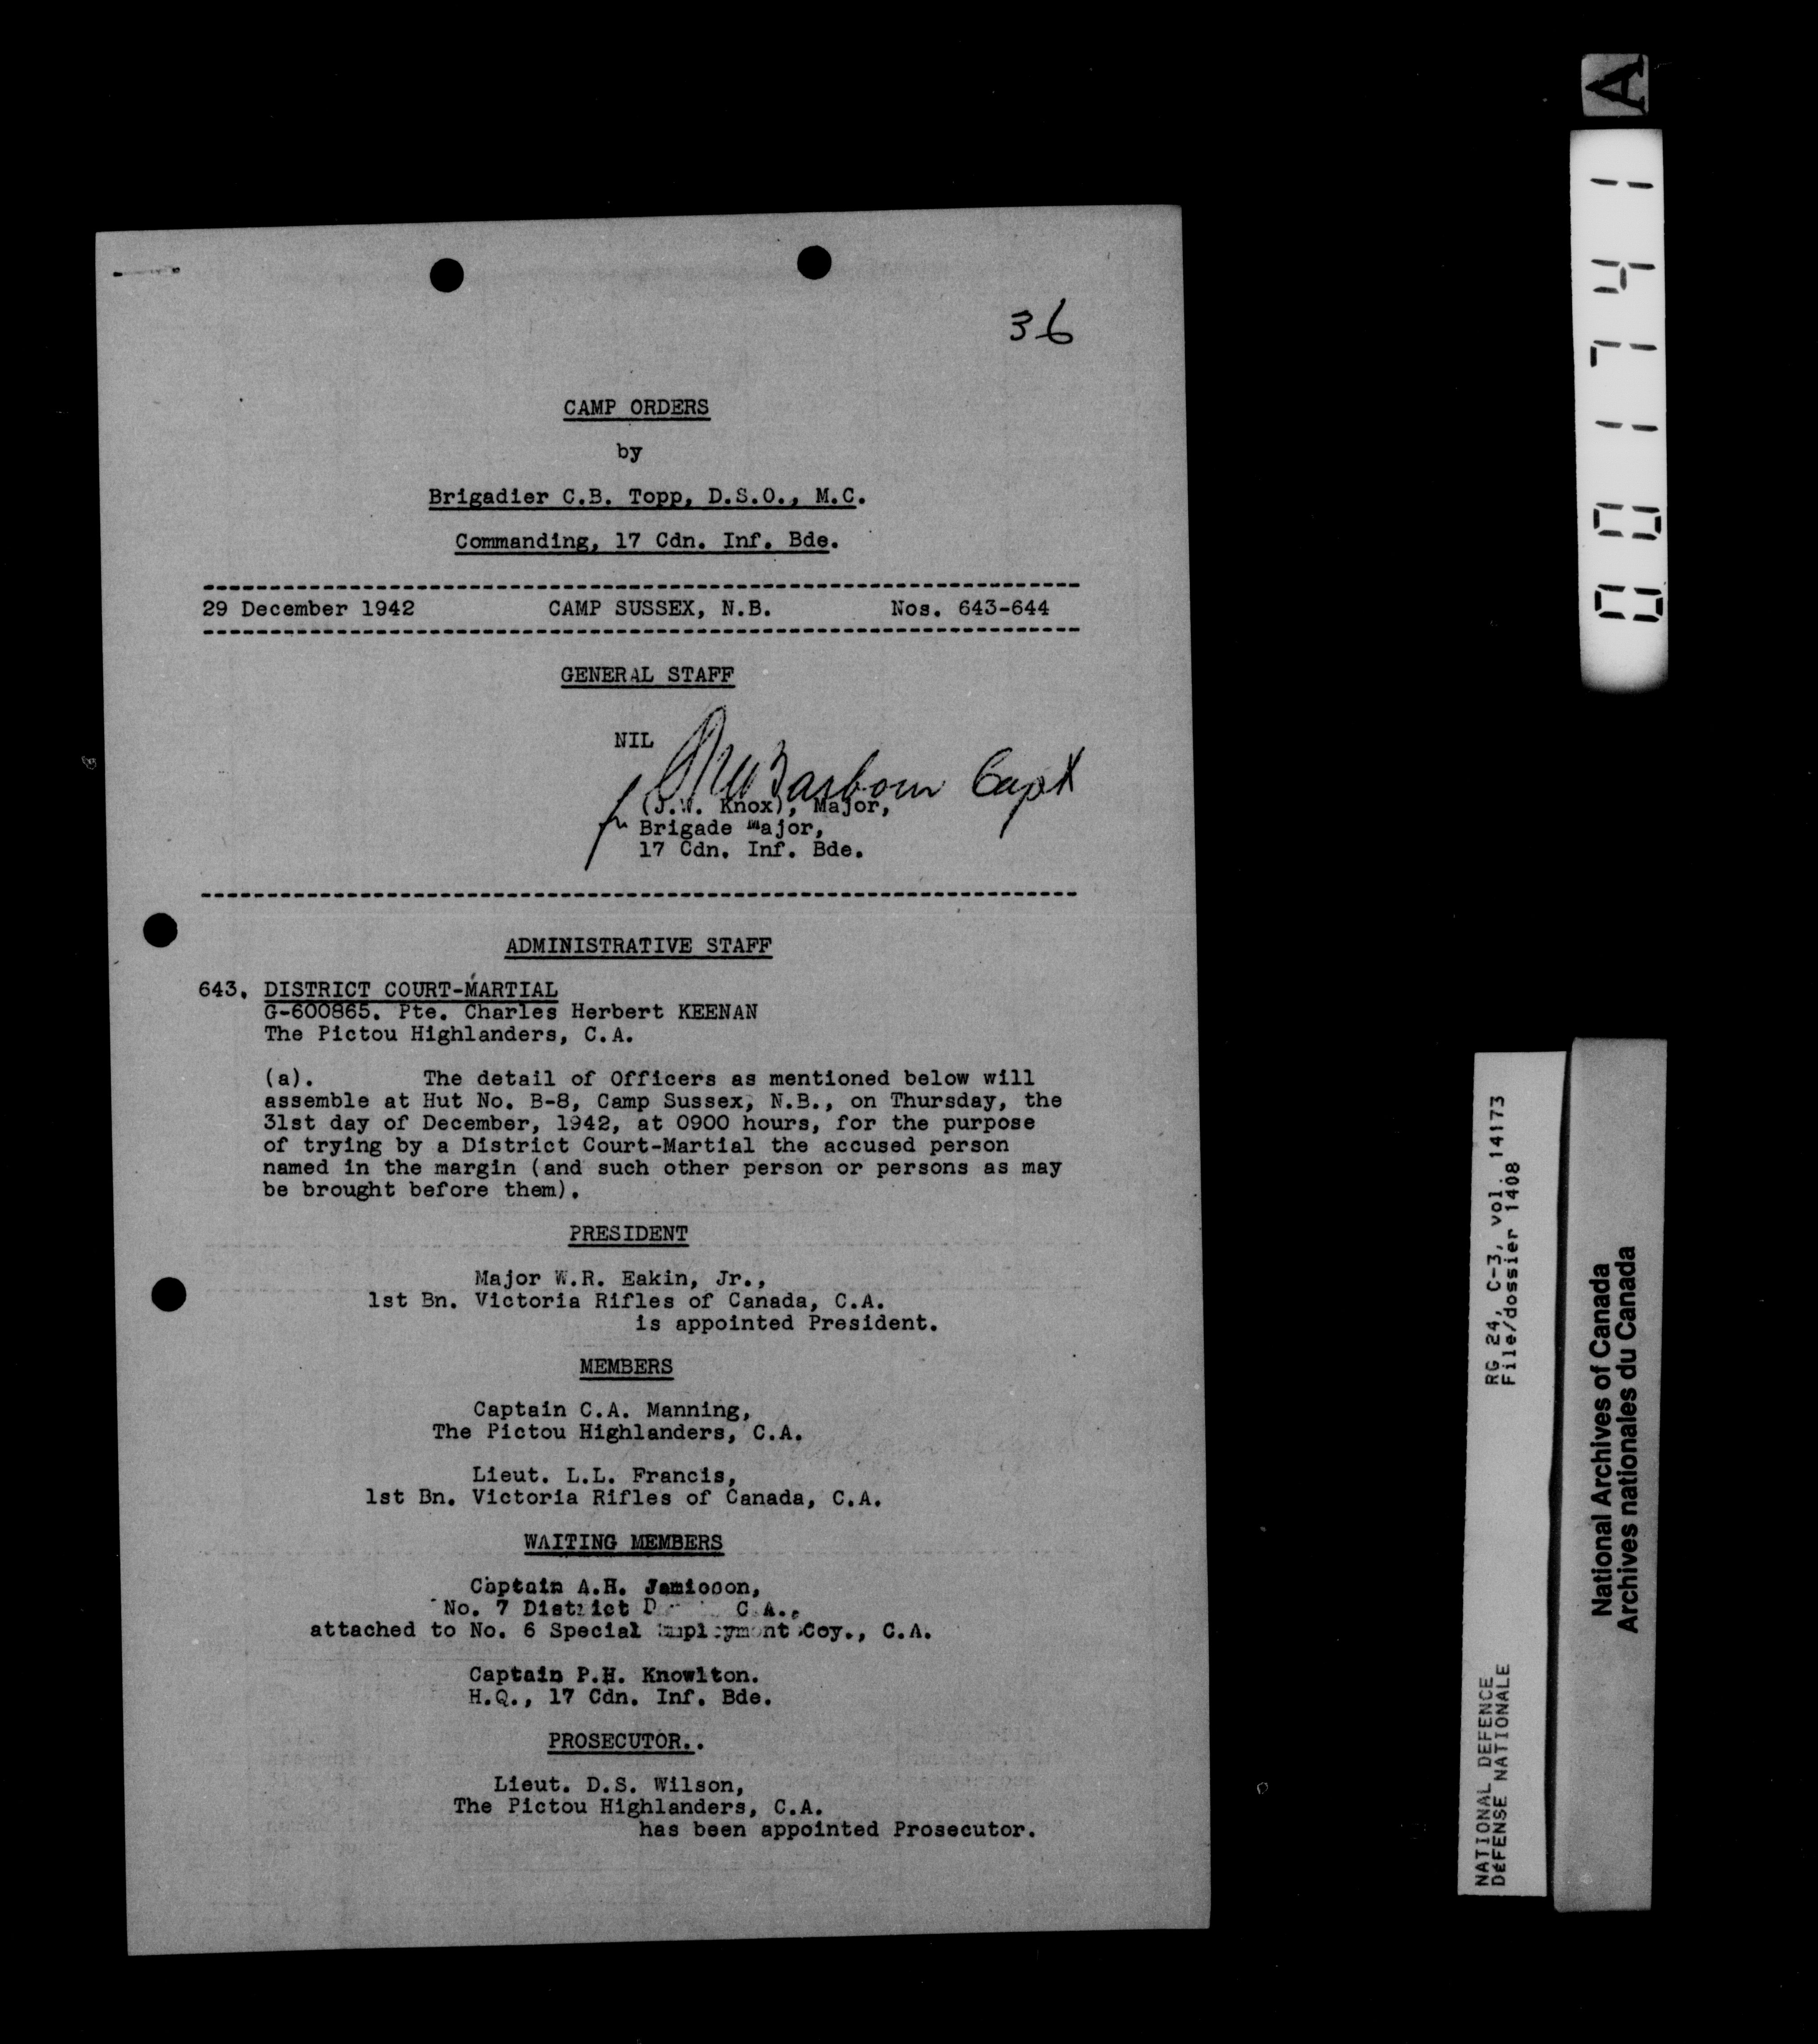 36
CAMP ORDERS
by
Brigadier C.B. Topp, D.S.O., M.C.
Commanding, 17 Cdn. Inf. Bde.
29 December 1942 CAMP SUSSEX, N.B. Nos. 643-644
GENERAL STAFF
NIL
Barbour Capt
(J.W. Knox), Major,
for Brigade Major,
17 Cdn. Inf. Bde.
ADMINISTRATIVE STAFF
643. DISTRICT COURT-MARTIAL
G-600865. Pte. Charles Herbert KEENAN
The Pictou Highlanders, C.A.
(a). The detail of Officers as mentioned below will
assemble at Hut No. B-8, Camp Sussex, N.B., on Thursday, the
31st day of December, 1942, at 0900 hours, for the purpose
of trying by a District Court-Martial the accused person
named in the margin (and such other person or persons as may
be brought before them).
PRESIDENT
Major W.R. Eakin, Jr.,
1st Bn. Victoria Rifles of Canada, C.A.
is appointed President.
MEMBERS
Captain C.A. Manning,
The Pictou Highlanders, C.A.
Lieut. L.L. Francis,
1st Bn. Victoria Rifles of Canada, C.A.
WAITING MEMBERS
Captain A.H. Jamieson,
No. 7 District C.A.,
attached to No. 6 Special Employment Coy., C.A.
Captain P.H. Knowlton.
H.Q., 17 Cdn. Inf. Bde.
PROSECUTOR..
Lieut. D.S. Wilson,
The Pictou Highlanders, C.A.
has been appointed Prosecutor.
A
001741
RG 24, C-3, vol. 14173
File/dossier 1408
NATIONAL DEFENCE
DÉFENSE NATIONALE
National Archives of Canada
Archives nationales du Canada